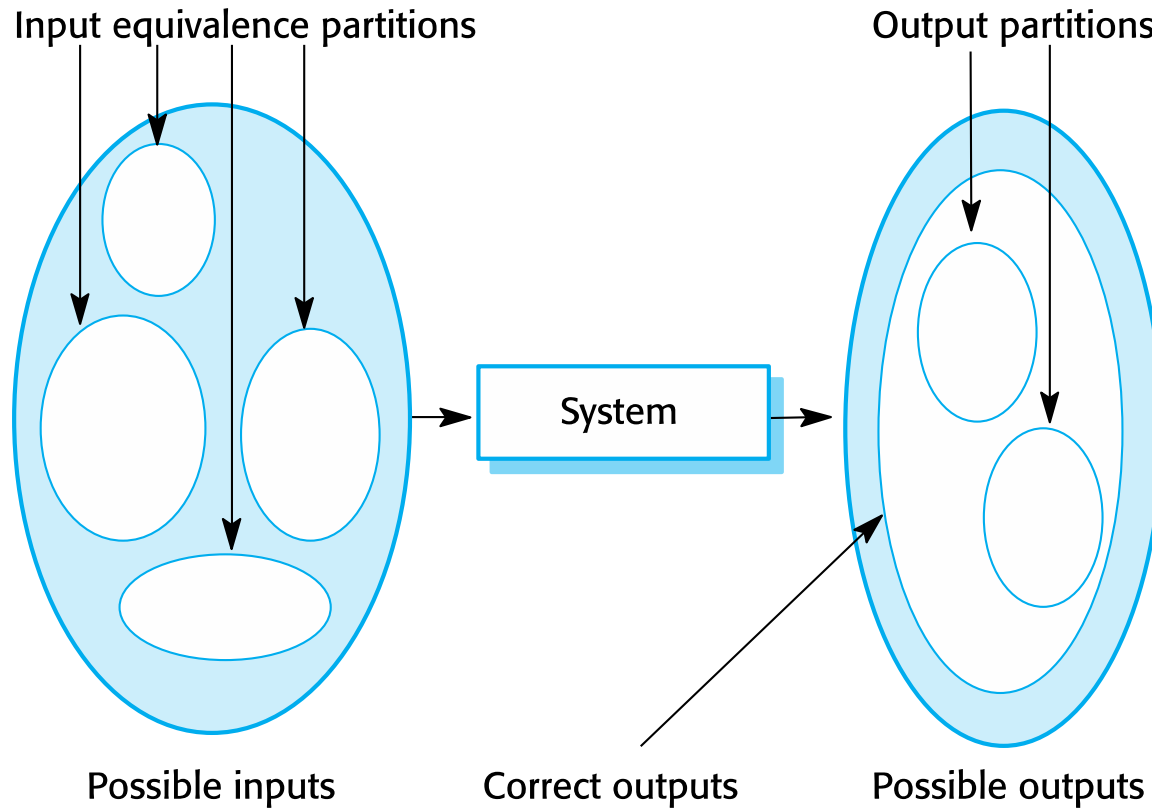 Input equivalence partitions
Output partitions
System
Possible inputs
Correct outputs
Possible outputs